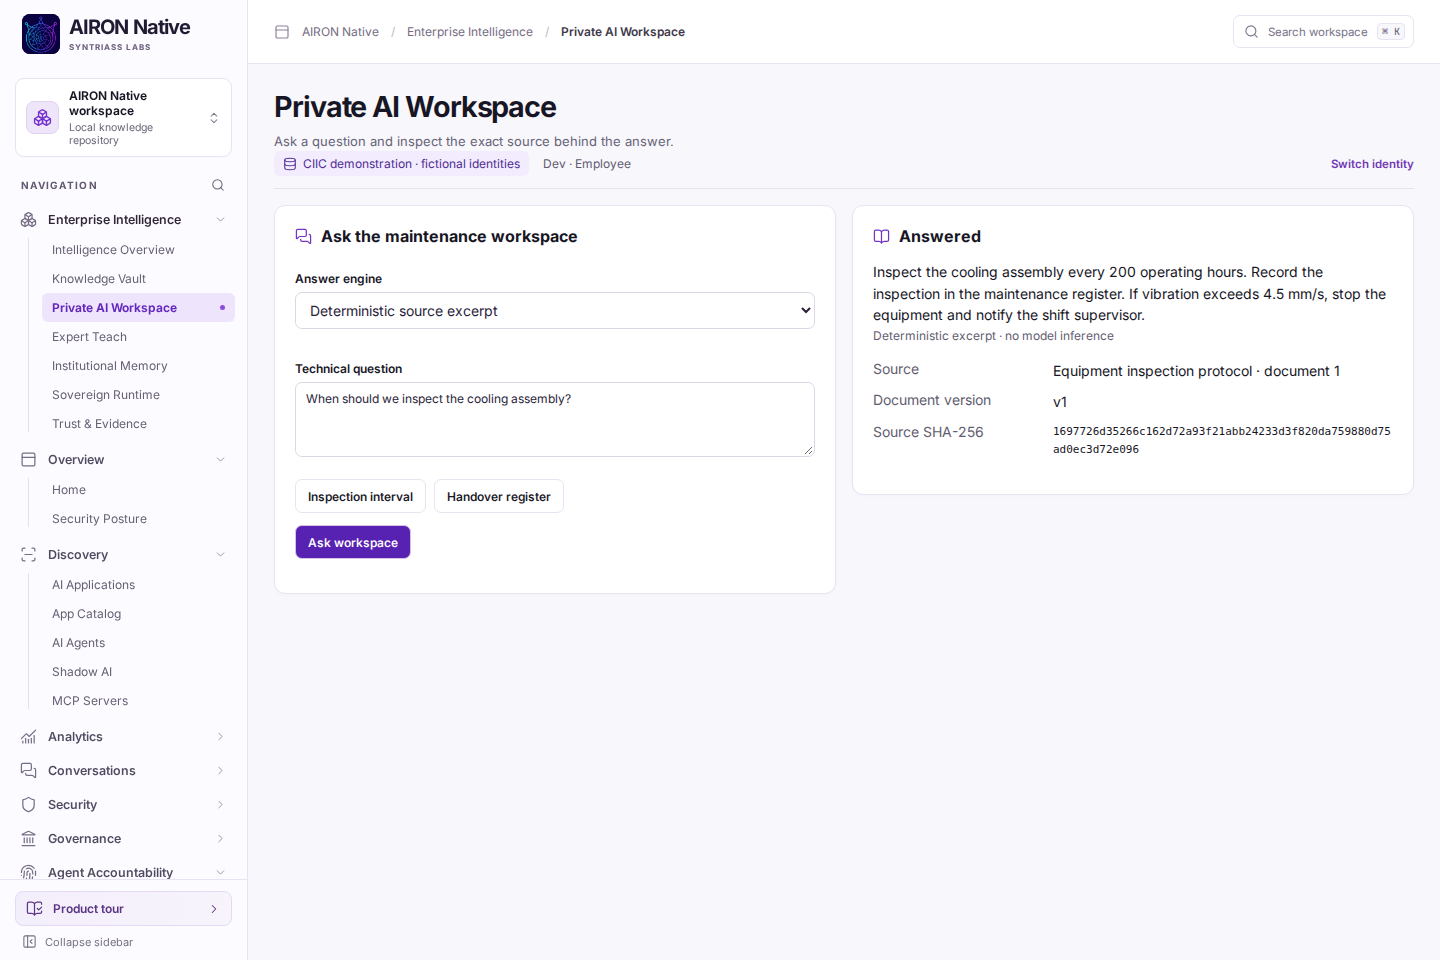 AIRON Native
SYNTRIASS LABS
AIRON Native
workspace
Local knowledge
repository
NAVIGATION
Enterprise Intelligence
Intelligence Overview
Knowledge Vault
Private AI Workspace
Expert Teach
Institutional Memory
Sovereign Runtime
Trust & Evidence
Overview
Home
Security Posture
Discovery
AI Applications
App Catalog
AI Agents
Shadow AI
MCP Servers
Analytics
Conversations
Security
Governance
Agent Accountability
Product tour
Collapse sidebar
AIRON Native / Enterprise Intelligence / Private AI Workspace
Search workspace ⌘ K
Private AI Workspace
Ask a question and inspect the exact source behind the answer.
CIIC demonstration · fictional identities Dev · Employee Switch identity
Ask the maintenance workspace
Answer engine
Deterministic source excerpt
Technical question
When should we inspect the cooling assembly?
Inspection interval Handover register
Ask workspace
Answered
Inspect the cooling assembly every 200 operating hours. Record the
inspection in the maintenance register. If vibration exceeds 4.5 mm/s, stop the
equipment and notify the shift supervisor.
Deterministic excerpt · no model inference
Source Equipment inspection protocol · document 1
Document version v1
Source SHA-256 1697726d35266c162d72a93f21abb24233d3f820da759880d75
ad0ec3d72e096